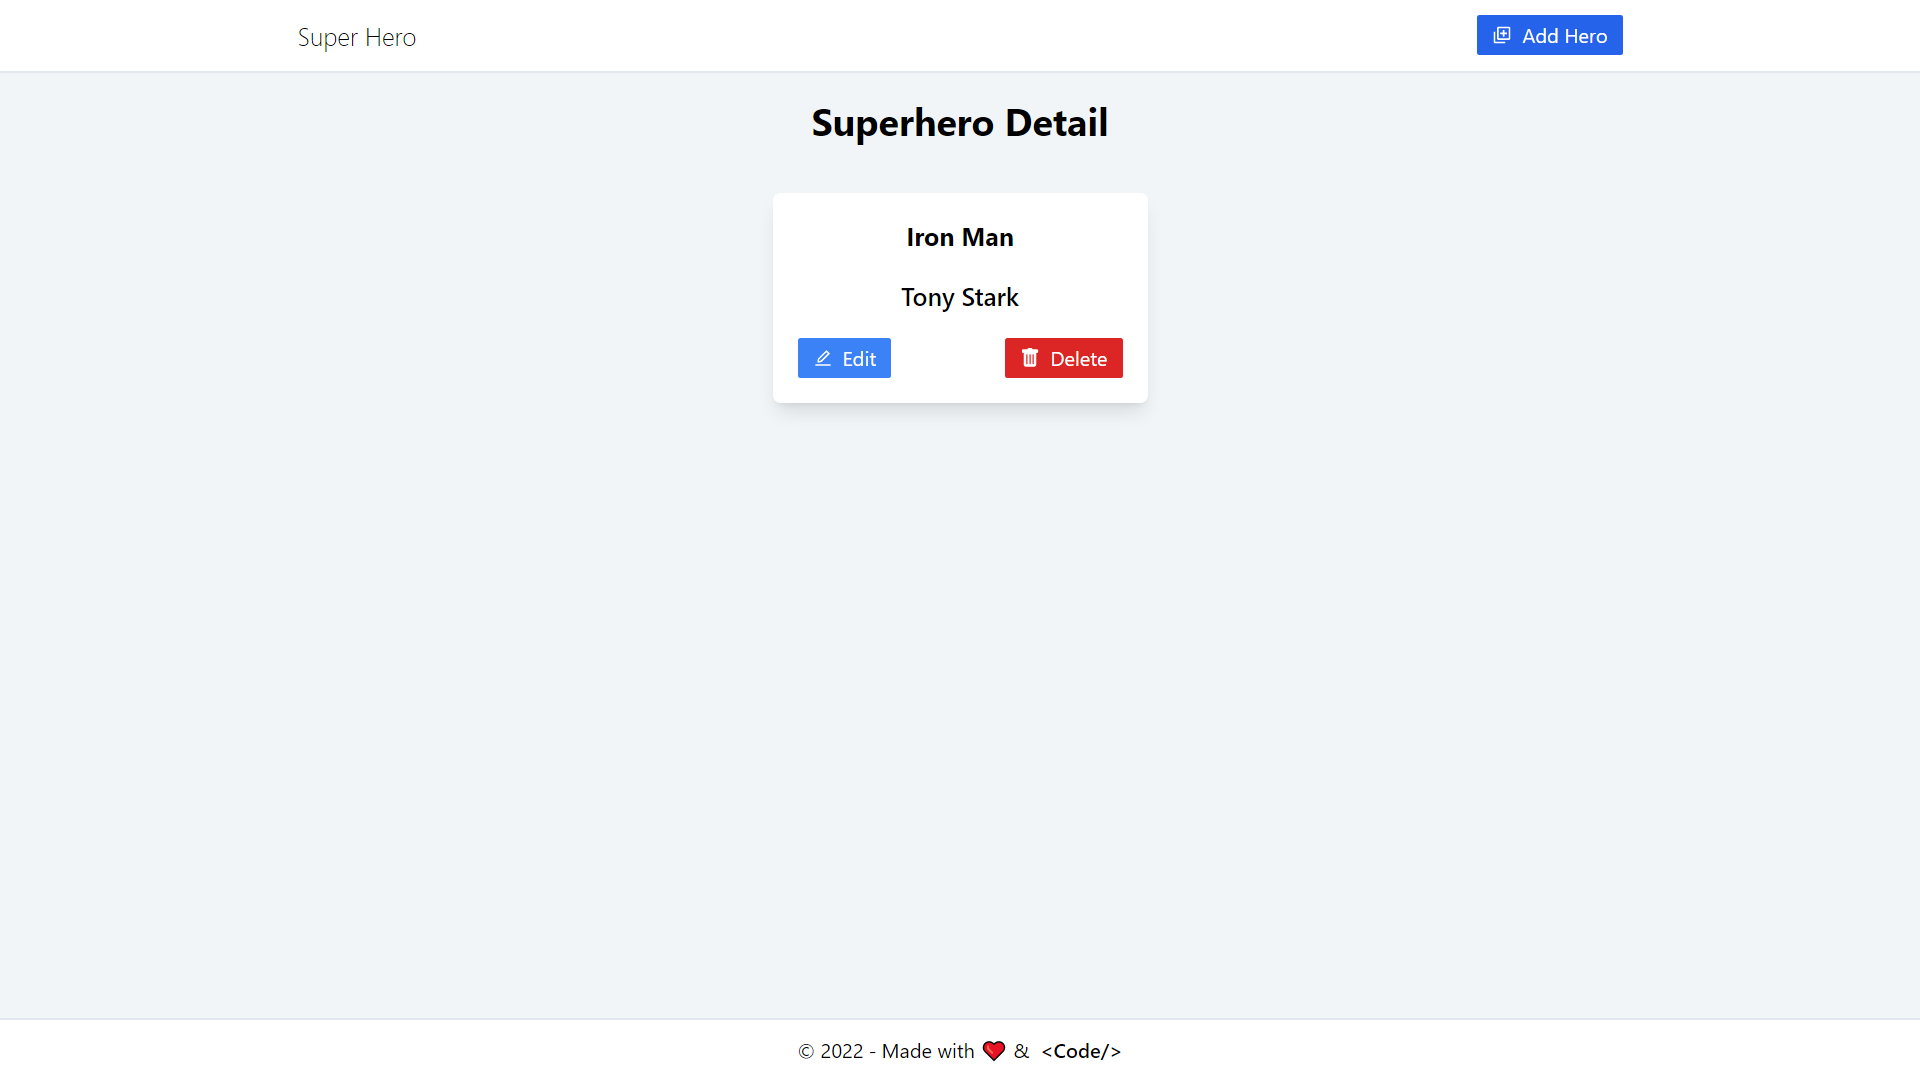 Super Hero
Add Hero
Superhero Detail
Iron Man
Tony Stark
Edit
Delete
© 2022 - Made with ❤️ & <Code/>